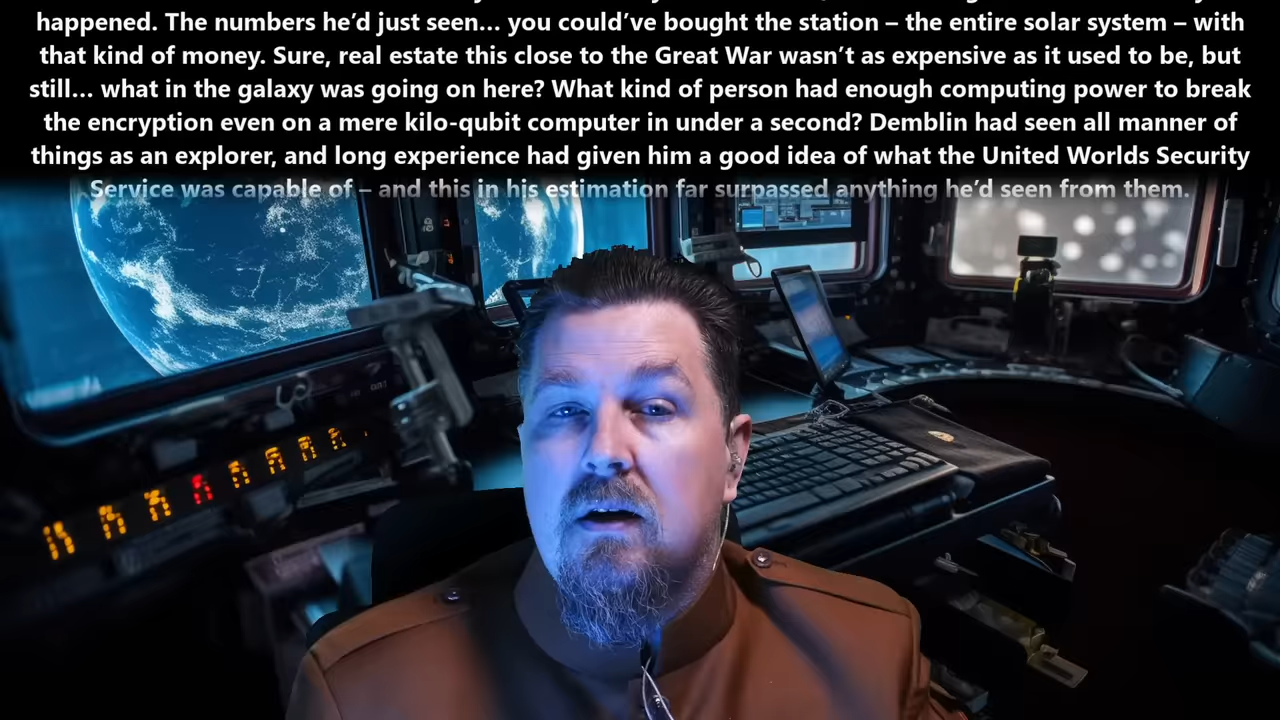 happened. The numbers he’d just seen… you could’ve bought the station – the entire solar system – with
that kind of money. Sure, real estate this close to the Great War wasn’t as expensive as it used to be, but
still… what in the galaxy was going on here? What kind of person had enough computing power to break
the encryption even on a mere kilo-qubit computer in under a second? Demblin had seen all manner of
things as an explorer, and long experience had given him a good idea of what the United Worlds Security
Service was capable of – and this in his estimation far surpassed anything he’d seen from them.